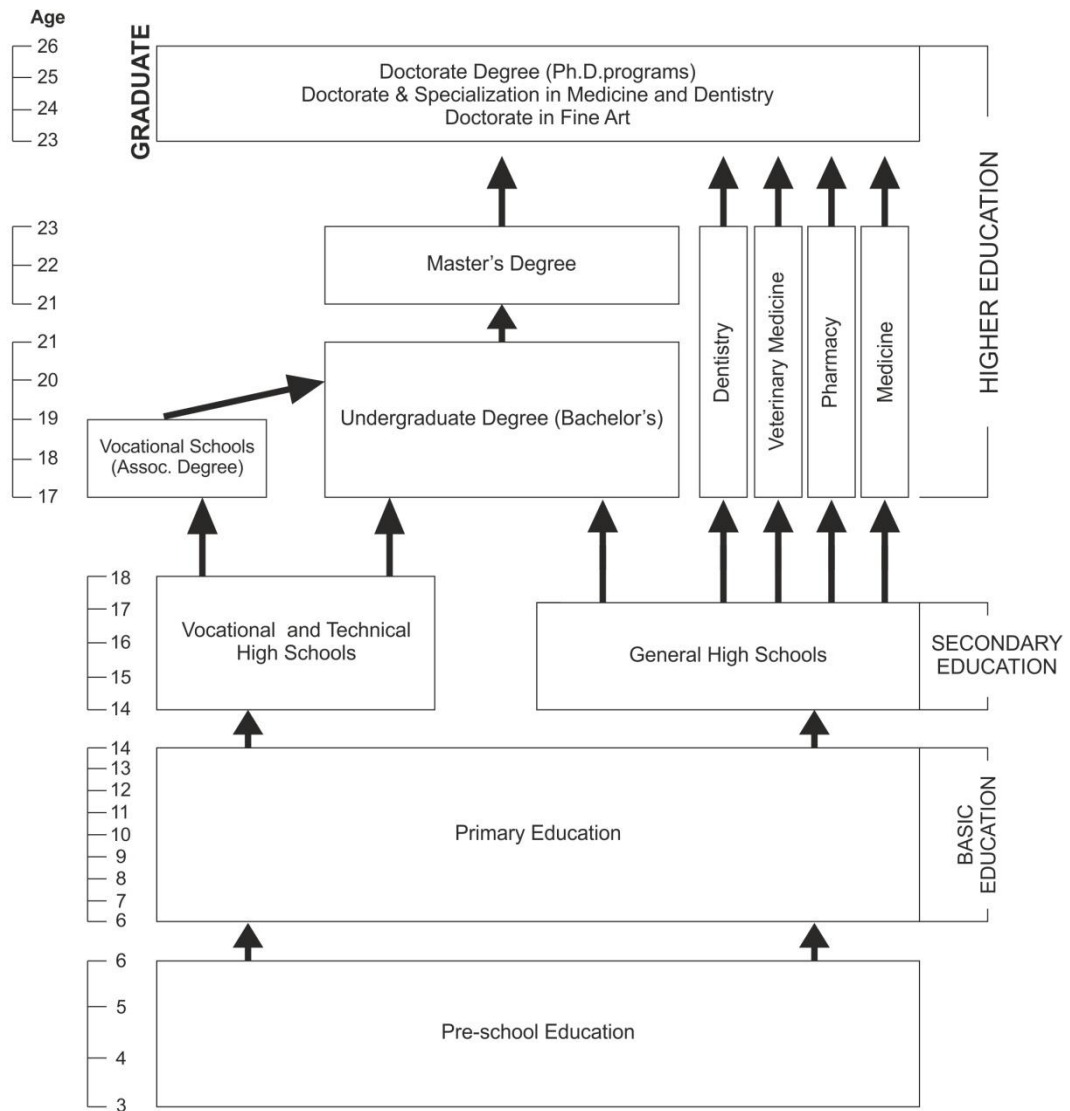 Age
GRADUATE
26
25
24
23
Doctorate Degree (Ph.D.programs)
Doctorate & Specialization in Medicine and Dentistry
Doctorate in Fine Art
HIGHER EDUCATION
23
22
21
Master's Degree
Dentistry
Veterinary Medicine
Pharmacy
Medicine
21
20
19
18
17
Undergraduate Degree (Bachelor's)
Vocational Schools
(Assoc. Degree)
18
17
16
15
14
Vocational and Technical
High Schools
General High Schools
SECONDARY
EDUCATION
14
13
12
11
10
9
8
7
6
Primary Education
BASIC
EDUCATION
6
5
4
3
Pre-school Education